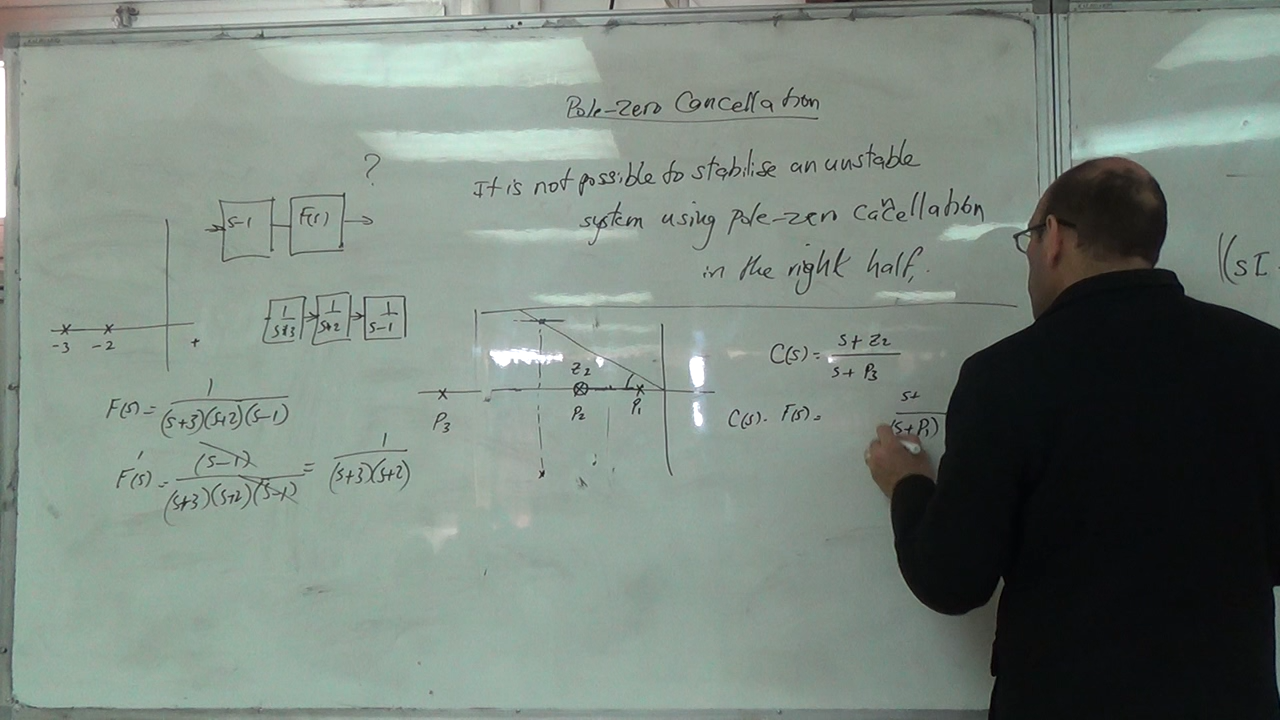 Pole-zero Cancellation
?
It is not possible to stabilise an unstable
system using pole-zero cancellation
in the right half.
s-1 F(s)
1/(s+3) 1/(s+2) 1/(s-1)
-3 -2 +
F(s) = 1/((s+3)(s+2)(s-1))
F'(s) = (s-1)/((s+3)(s+2)(s-1)) = 1/((s+3)(s+2))
Z2
P3 P2 P1
C(s) = (s+Z2)/(s+P3)
C(s). F(s) = s+/(s+P1)
((sI